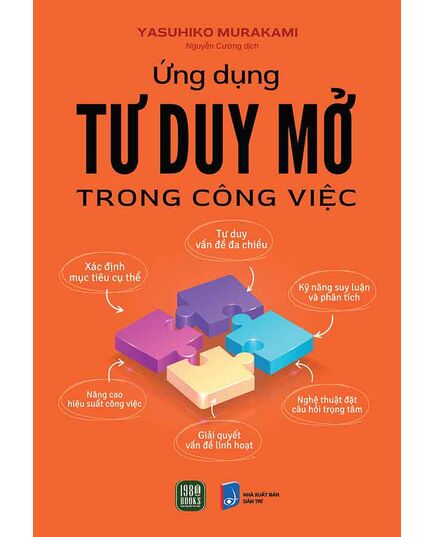 YASUHIKO MURAKAMI
Nguyễn Cường dịch
Ứng dụng
TƯ DUY MỞ
TRONG CÔNG VIỆC
Tư duy
vấn đề đa chiều
Xác định
mục tiêu cụ thể
Kỹ năng suy luận
và phân tích
Nâng cao
hiệu suất công việc
Nghệ thuật đặt
câu hỏi trọng tâm
Giải quyết
vấn đề linh hoạt
1980
BOOKS
NHÀ XUẤT BẢN
DÂN TRÍ